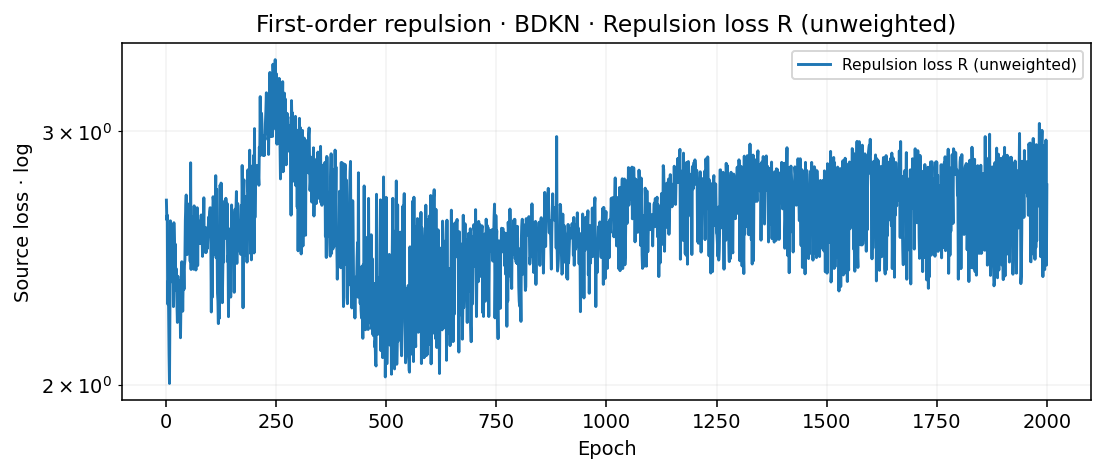 First-order repulsion · BDKN · Repulsion loss R (unweighted)
Repulsion loss R (unweighted)
Source loss · log
3 × 10⁰
2 × 10⁰
0 250 500 750 1000 1250 1500 1750 2000
Epoch